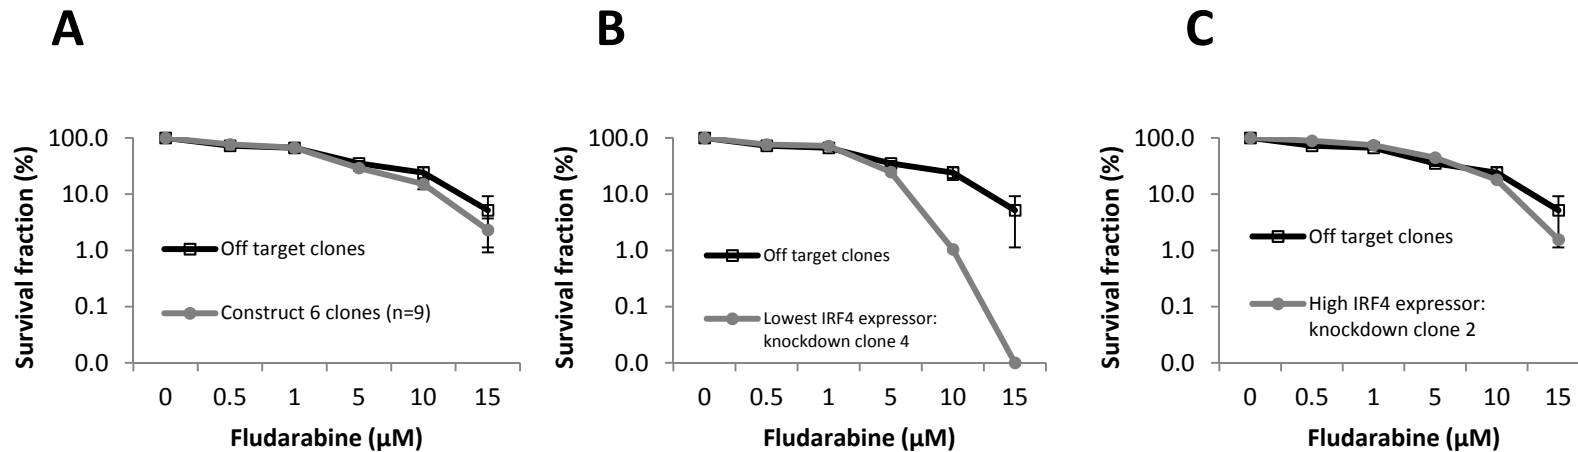 A
B
C
Survival fraction (%)
100.0
10.0
1.0
0.1
0.0
Off target clones
Construct 6 clones (n=9)
0 0.5 1 5 10 15
Fludarabine (µM)
Survival fraction (%)
100.0
10.0
1.0
0.1
0.0
Off target clones
Lowest IRF4 expressor:
knockdown clone 4
0 0.5 1 5 10 15
Fludarabine (µM)
Survival fraction (%)
100.0
10.0
1.0
0.1
0.0
Off target clones
High IRF4 expressor:
knockdown clone 2
0 0.5 1 5 10 15
Fludarabine (µM)